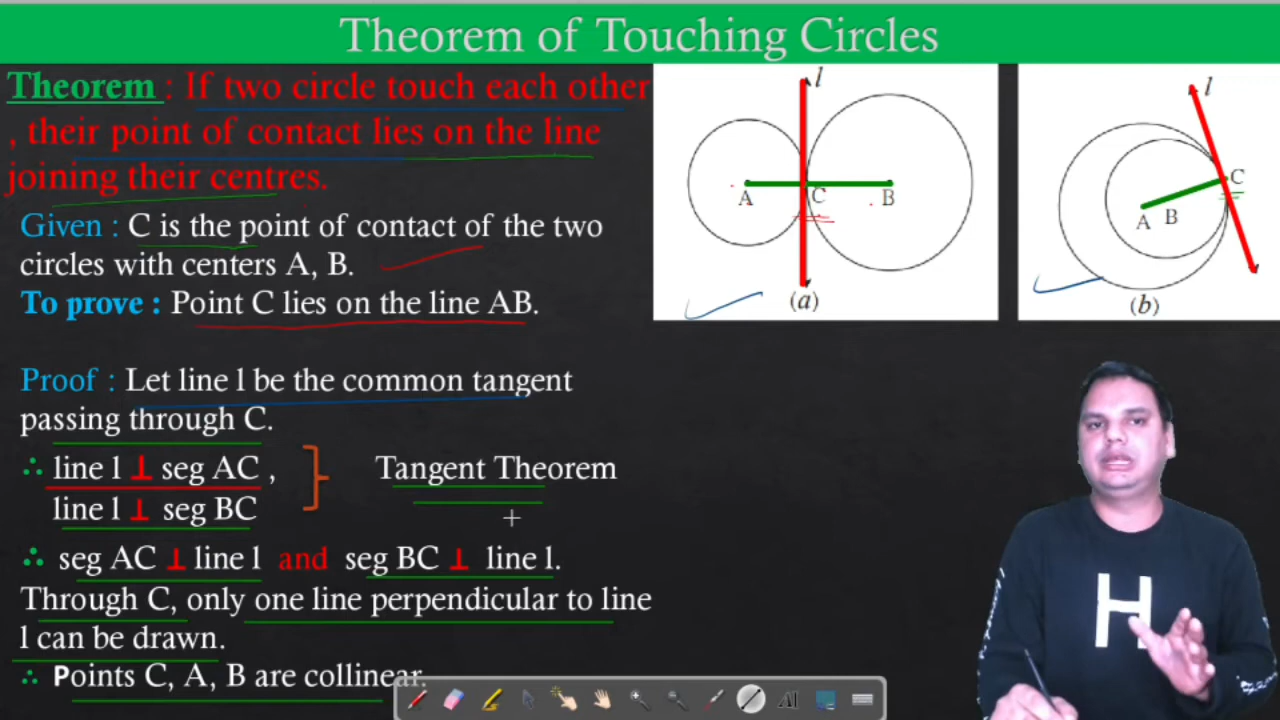 Theorem of Touching Circles
Theorem : If two circle touch each other
, their point of contact lies on the line
joining their centres.
Given : C is the point of contact of the two
circles with centers A, B.
To prove : Point C lies on the line AB.
Proof : Let line l be the common tangent
passing through C.
∴ line l ⊥ seg AC , Tangent Theorem
line l ⊥ seg BC
∴ seg AC ⊥ line l and seg BC ⊥ line l.
Through C, only one line perpendicular to line
l can be drawn.
∴ Points C, A, B are collinear.
l
A C B
(a)
l
C
A B
(b)
H
AI